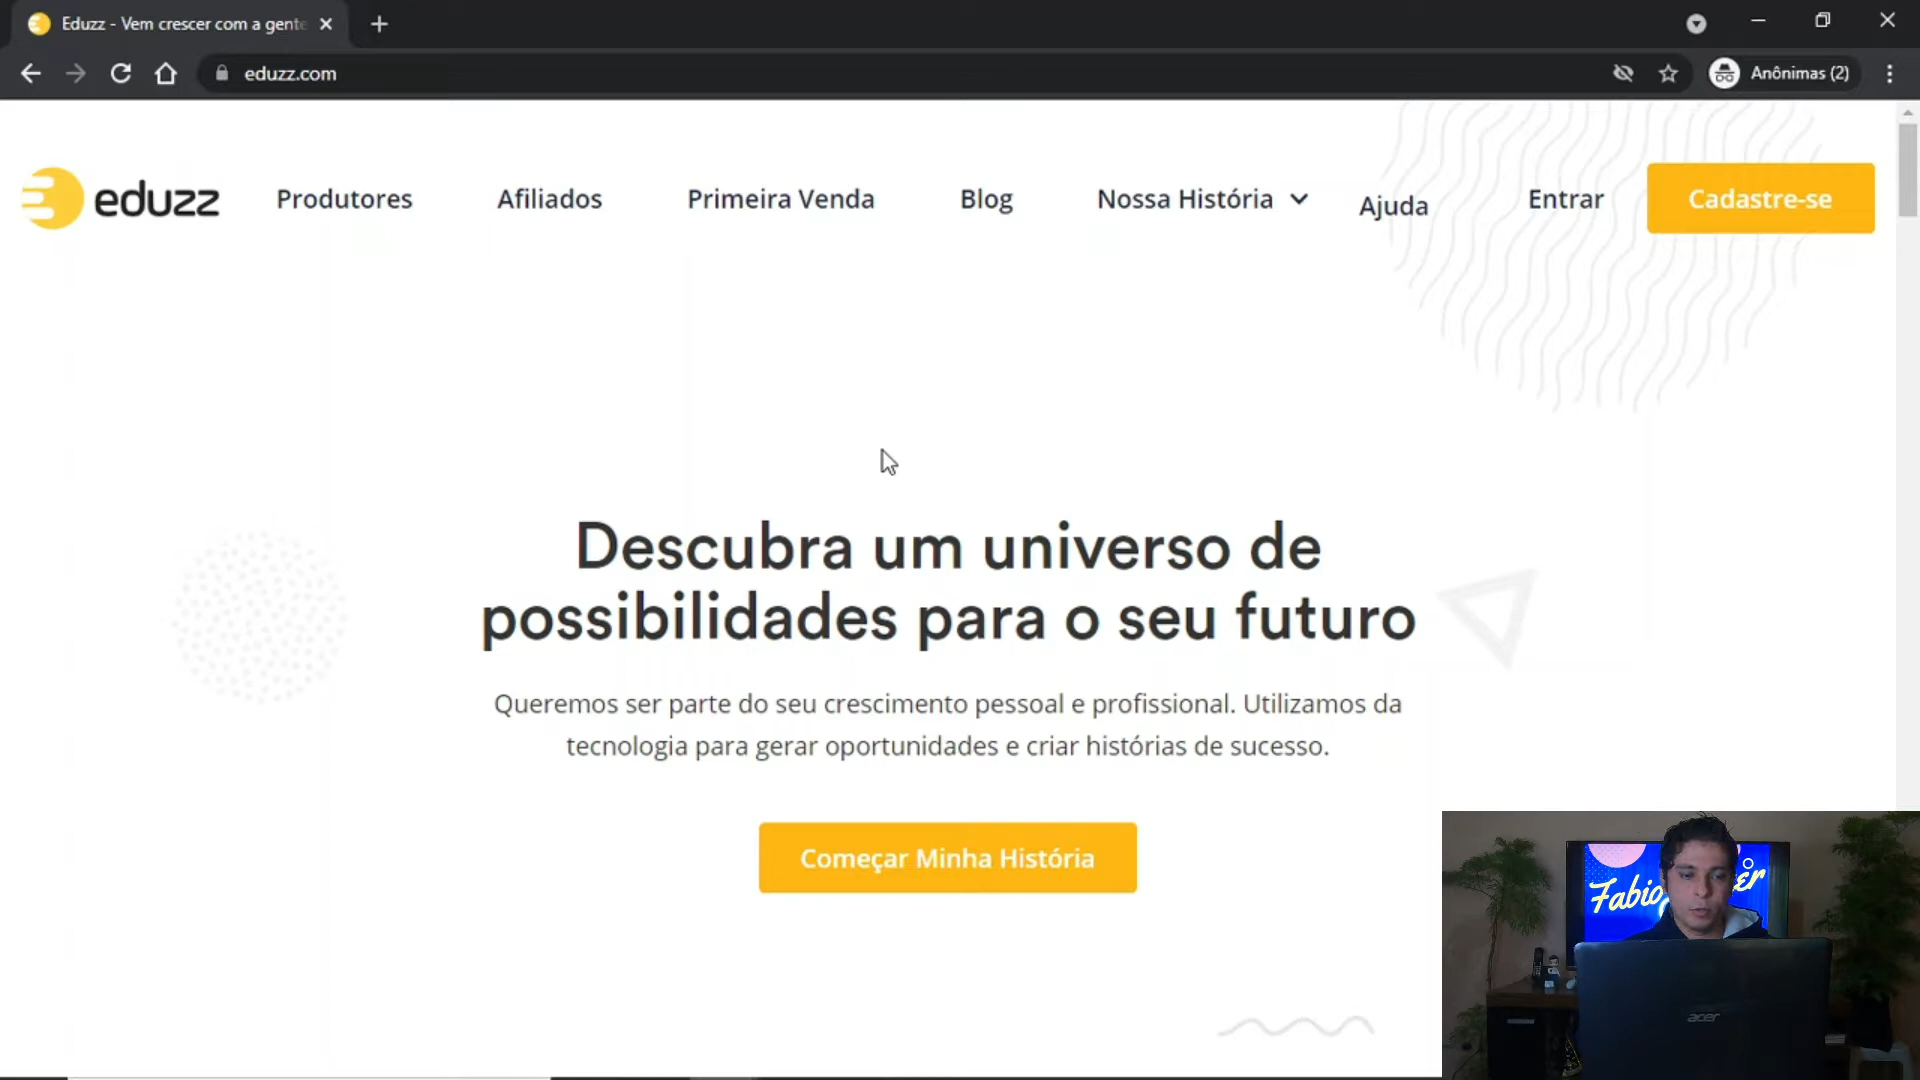 Eduzz - Vem crescer com a gente
eduzz.com
Anônimas (2)
eduzz
Produtores
Afiliados
Primeira Venda
Blog
Nossa História
Ajuda
Entrar
Cadastre-se
Descubra um universo de
possibilidades para o seu futuro
Queremos ser parte do seu crescimento pessoal e profissional. Utilizamos da
tecnologia para gerar oportunidades e criar histórias de sucesso.
Começar Minha História
Fabio
acer